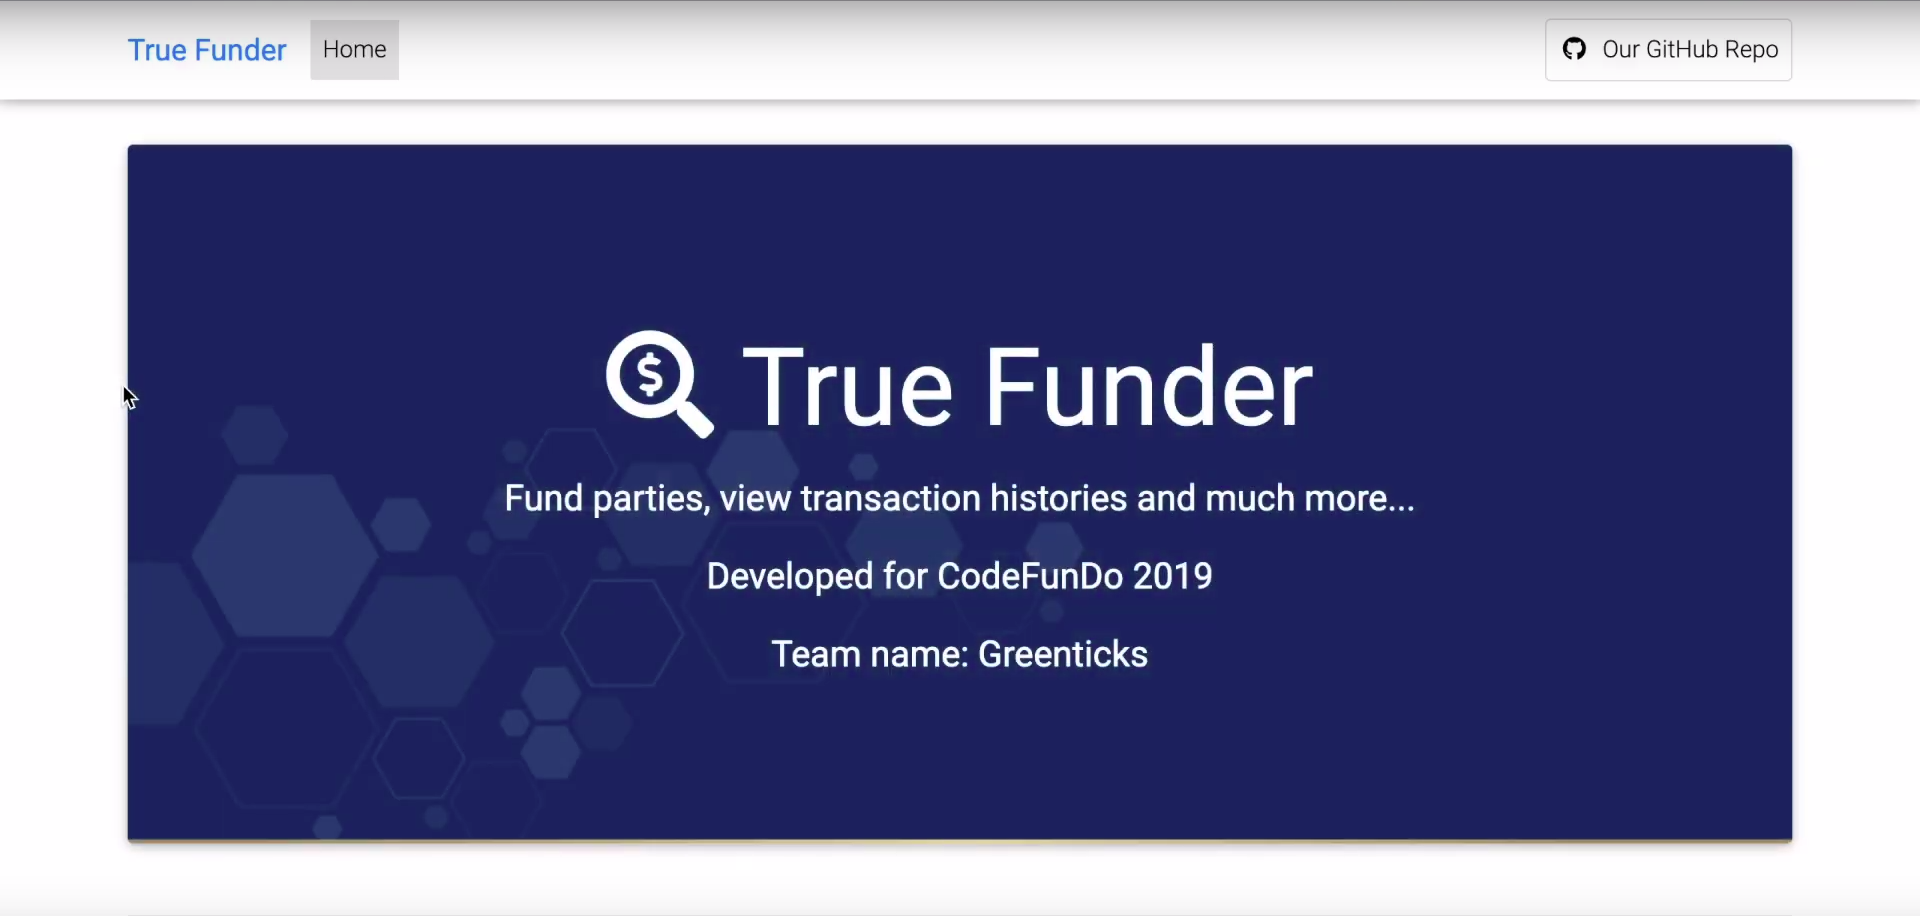 True Funder
Home
Our GitHub Repo
$ True Funder
Fund parties, view transaction histories and much more...
Developed for CodeFunDo 2019
Team name: Greenticks